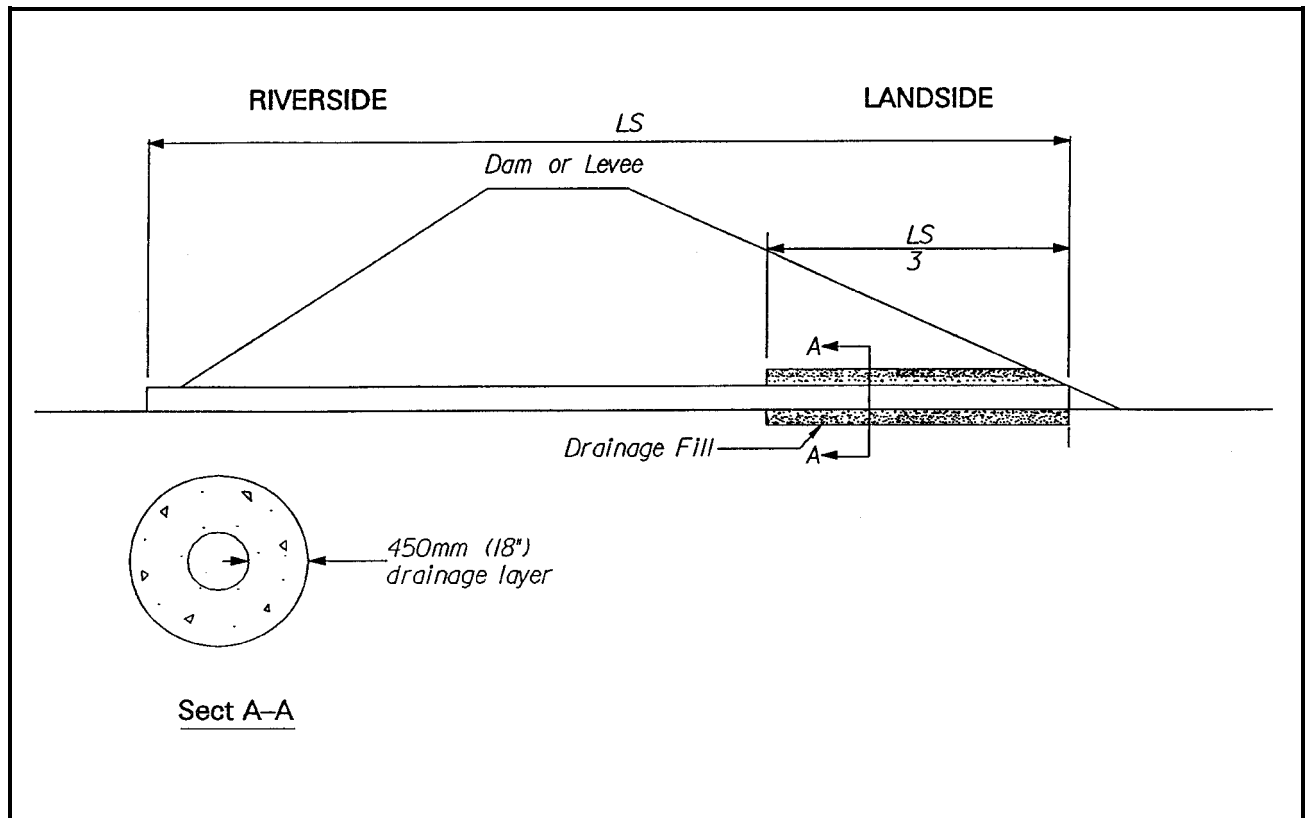 RIVERSIDE
LANDSIDE
LS
Dam or Levee
LS
3
A
Drainage Fill
A
450mm (18")
drainage layer
Sect A–A